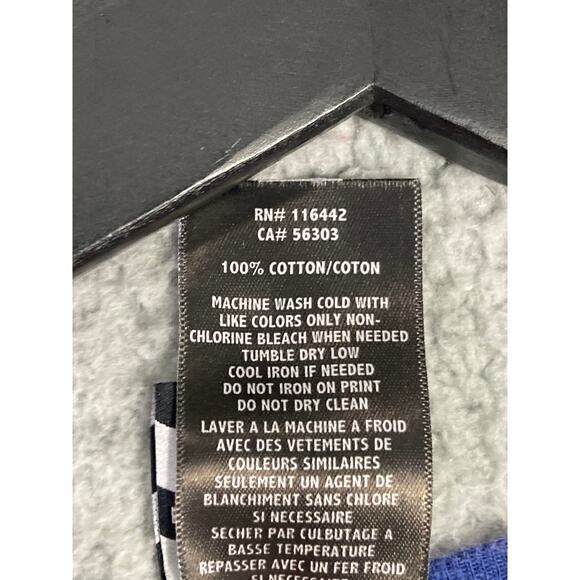 RN# 116442
CA# 56303
100% COTTON/COTON
MACHINE WASH COLD WITH
LIKE COLORS ONLY NON-
CHLORINE BLEACH WHEN NEEDED
TUMBLE DRY LOW
COOL IRON IF NEEDED
DO NOT IRON ON PRINT
DO NOT DRY CLEAN
LAVER A LA MACHINE A FROID
AVEC DES VETEMENTS DE
COULEURS SIMILAIRES
SEULEMENT UN AGENT DE
BLANCHIMENT SANS CHLORE
SI NECESSAIRE
SECHER PAR CULBUTAGE A
BASSE TEMPERATURE
REPASSER AVEC UN FER FROID
SI NECESSAIRE